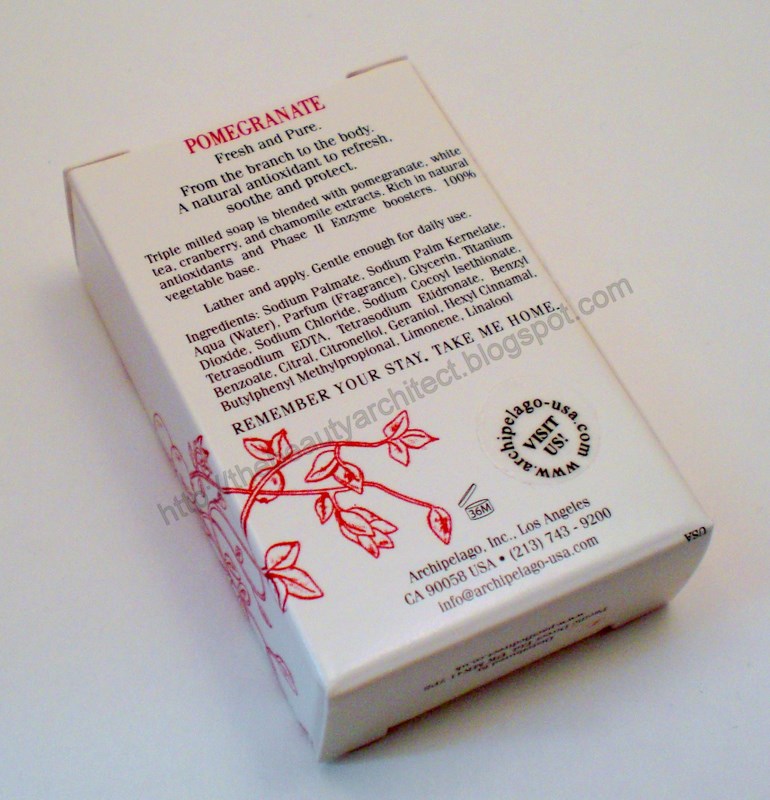 POMEGRANATE
Fresh and Pure.
From the branch to the body.
A natural antioxidant to refresh,
soothe and protect.
Triple milled soap is blended with pomegranate, white
tea, cranberry, and chamomile extracts. Rich in natural
antioxidants and Phase II Enzyme boosters. 100%
vegetable base.
Lather and apply. Gentle enough for daily use.
Ingredients: Sodium Palmate, Sodium Palm Kernelate,
Aqua (Water), Parfum (Fragrance), Glycerin, Titanium
Dioxide, Sodium Chloride, Sodium Cocoyl Isethionate,
Tetrasodium EDTA, Tetrasodium Etidronate, Benzyl
Benzoate, Citral, Citronellol, Geraniol, Hexyl Cinnamal,
Butylphenyl Methylpropional, Limonene, Linalool
REMEMBER YOUR STAY. TAKE ME HOME.
http://thebeautyarchitect.blogspot.com
www.archipelago-usa.com
VISIT
US!
36M
Archipelago, Inc., Los Angeles
CA 90058 USA • (213) 743 - 9200
info@archipelago-usa.com
USA
Distributed by
Pacific Direct